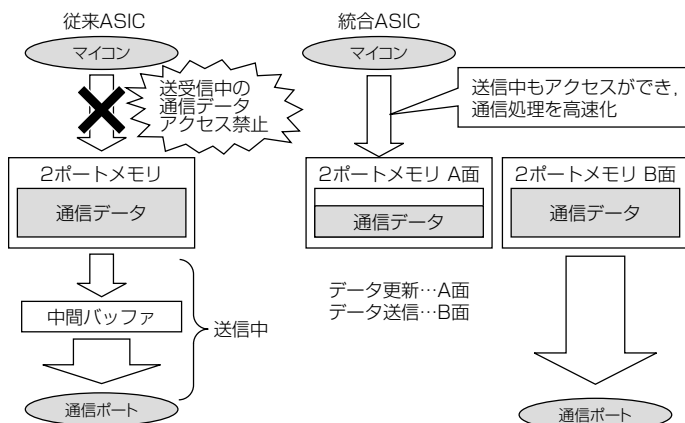 従来ASIC
マイコン
送受信中の
通信データ
アクセス禁止
2ポートメモリ
通信データ
中間バッファ
送信中
通信ポート
統合ASIC
マイコン
送信中もアクセスができ,
通信処理を高速化
2ポートメモリ A面
通信データ
2ポートメモリ B面
通信データ
データ更新…A面
データ送信…B面
通信ポート